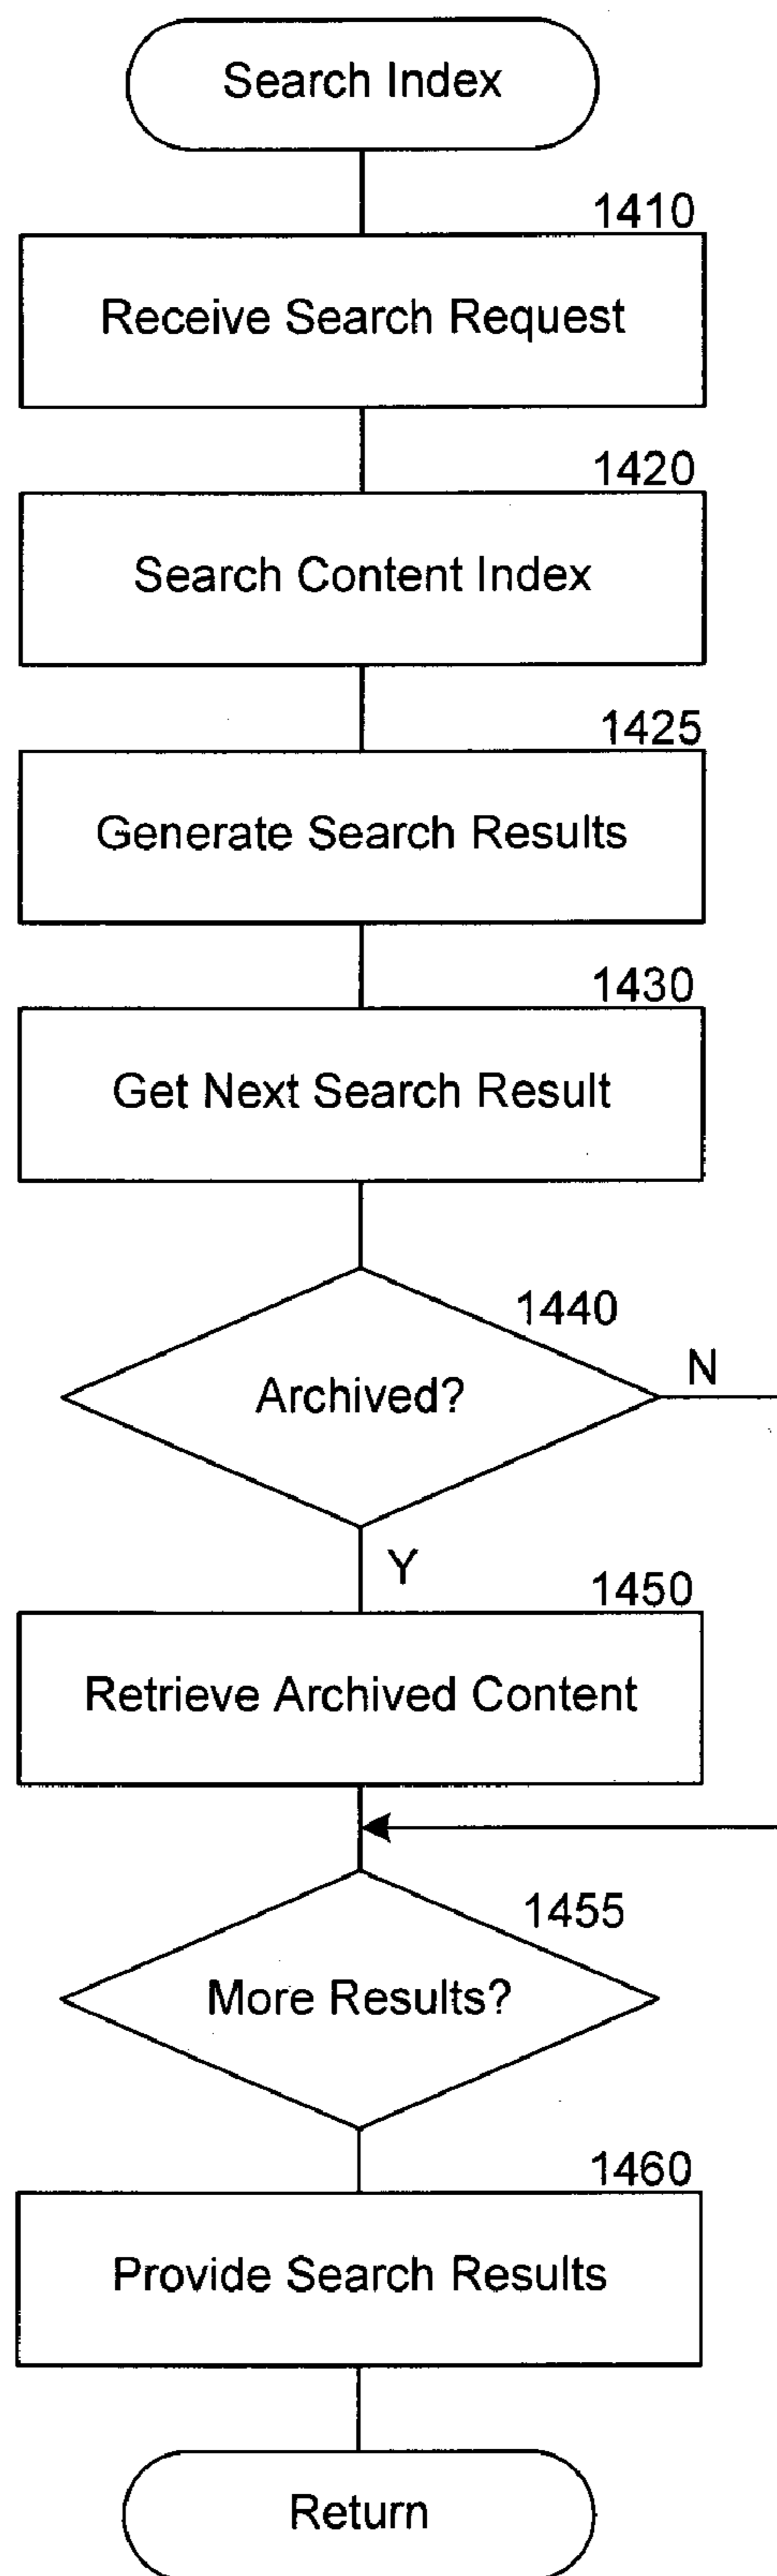 Search Index
1410
Receive Search Request
1420
Search Content Index
1425
Generate Search Results
1430
Get Next Search Result
1440
Archived?
N
Y
1450
Retrieve Archived Content
1455
More Results?
1460
Provide Search Results
Return